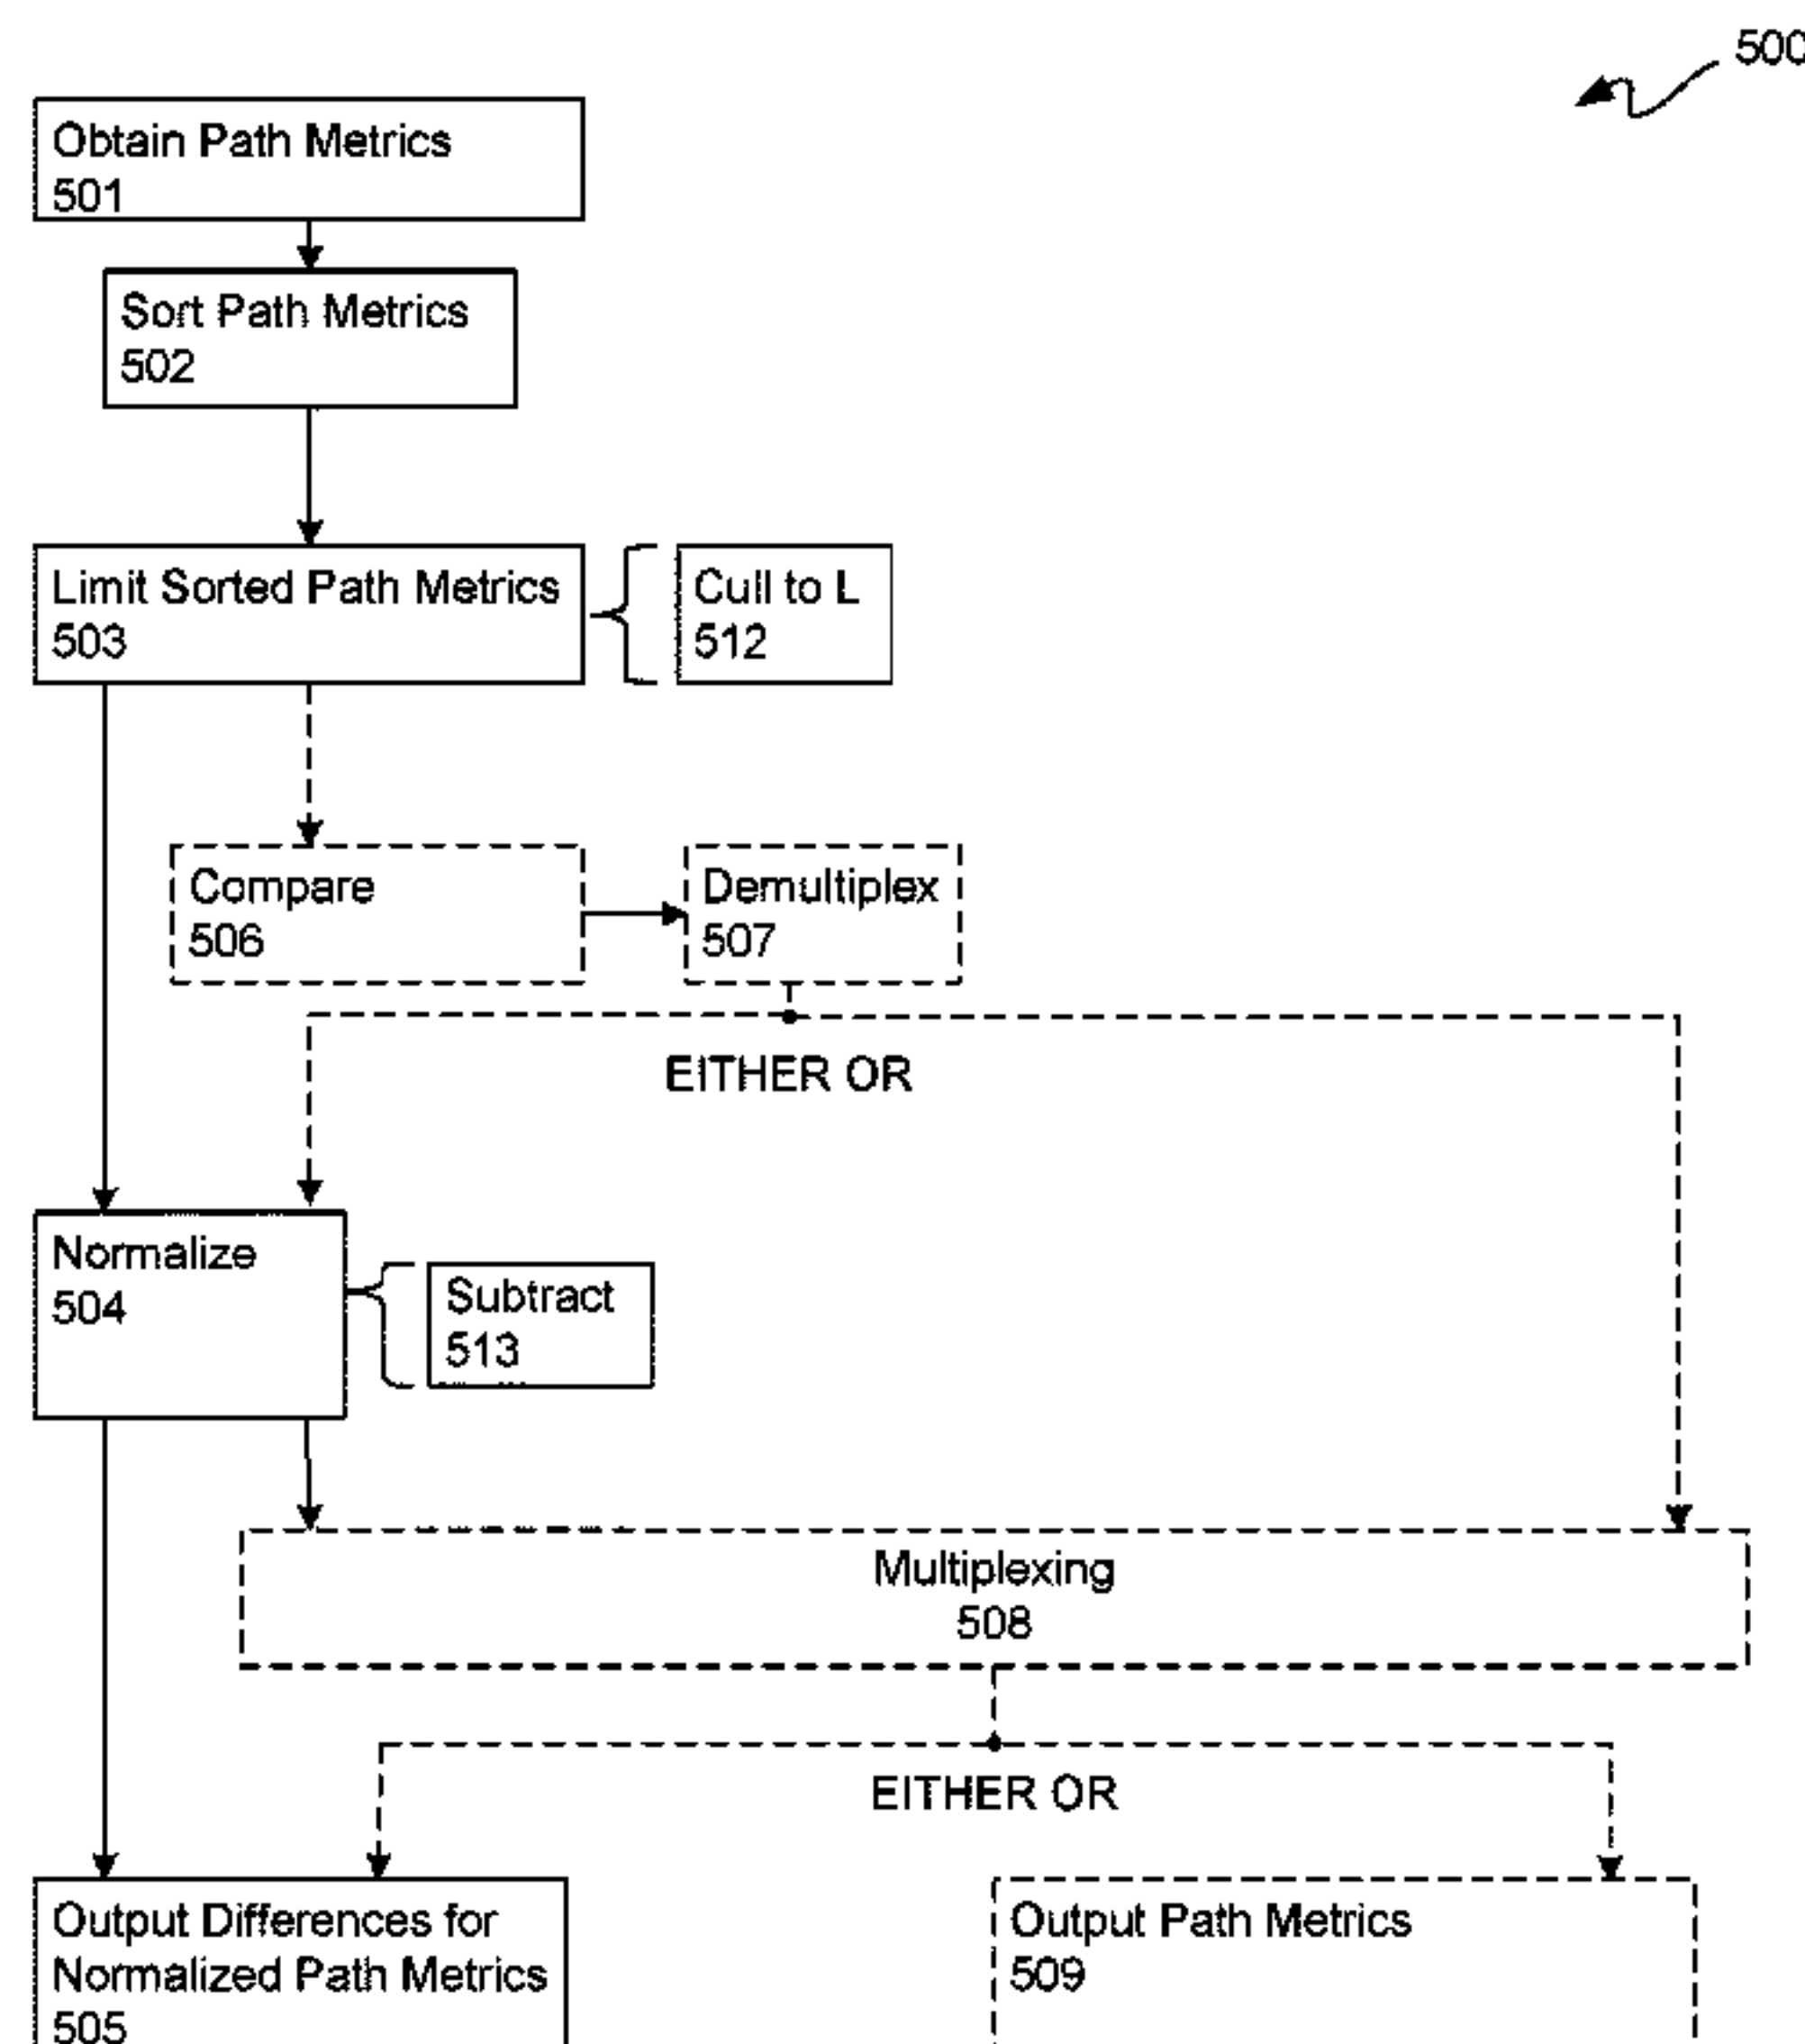 500
Obtain Path Metrics
501
Sort Path Metrics
502
Limit Sorted Path Metrics
503
Cull to L
512
Compare
506
Demultiplex
507
EITHER OR
Normalize
504
Subtract
513
Multiplexing
508
EITHER OR
Output Differences for
Normalized Path Metrics
505
Output Path Metrics
509